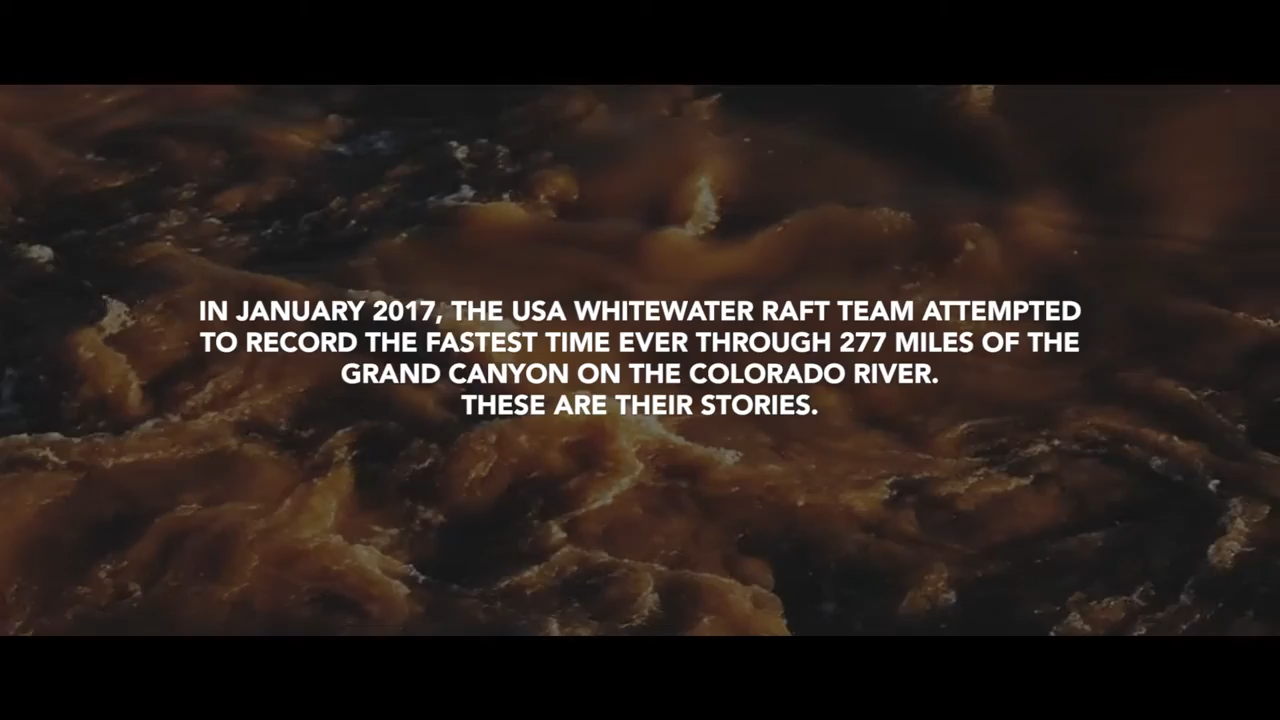 IN JANUARY 2017, THE USA WHITEWATER RAFT TEAM ATTEMPTED
TO RECORD THE FASTEST TIME EVER THROUGH 277 MILES OF THE
GRAND CANYON ON THE COLORADO RIVER.
THESE ARE THEIR STORIES.